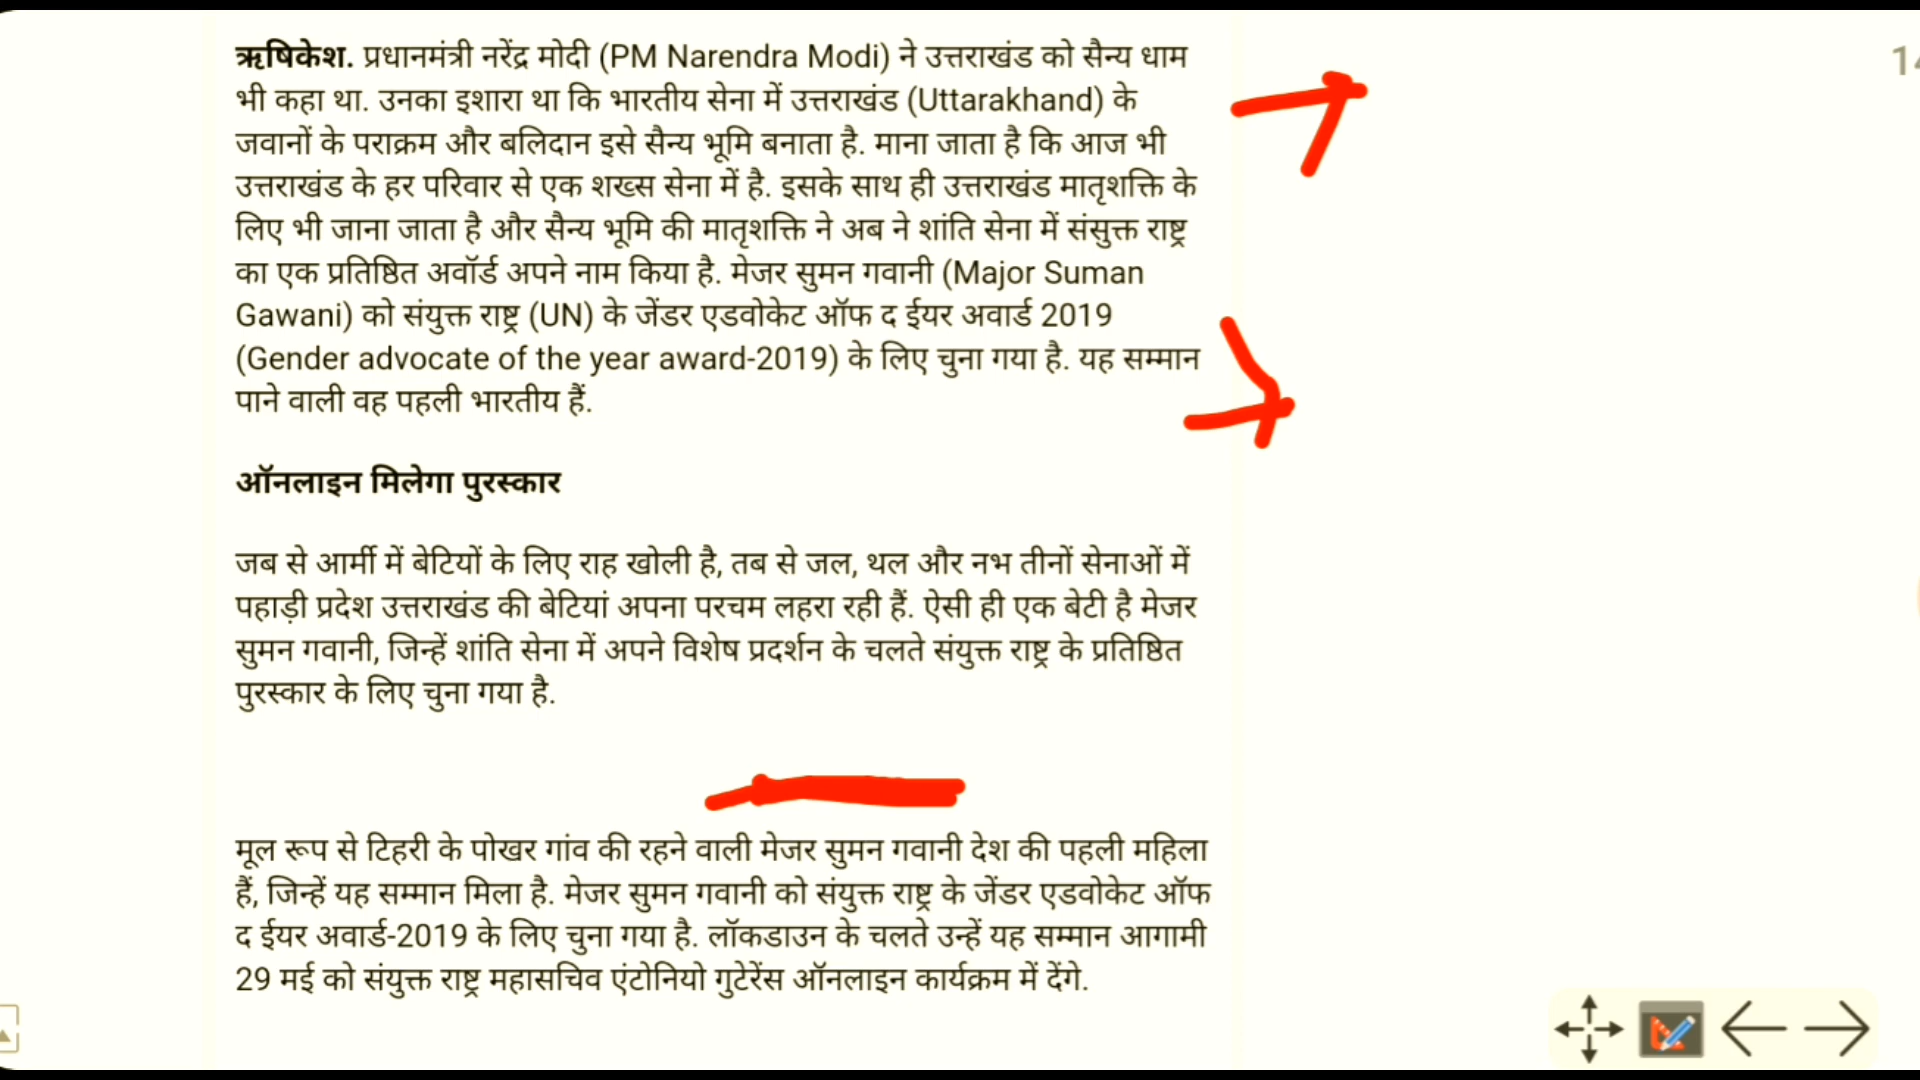 ऋषिकेश. प्रधानमंत्री नरेंद्र मोदी (PM Narendra Modi) ने उत्तराखंड को सैन्य धाम
भी कहा था. उनका इशारा था कि भारतीय सेना में उत्तराखंड (Uttarakhand) के
जवानों के पराक्रम और बलिदान इसे सैन्य भूमि बनाता है. माना जाता है कि आज भी
उत्तराखंड के हर परिवार से एक शख्स सेना में है. इसके साथ ही उत्तराखंड मातृशक्ति के
लिए भी जाना जाता है और सैन्य भूमि की मातृशक्ति ने अब ने शांति सेना में संसुक्त राष्ट्र
का एक प्रतिष्ठित अवॉर्ड अपने नाम किया है. मेजर सुमन गवानी (Major Suman
Gawani) को संयुक्त राष्ट्र (UN) के जेंडर एडवोकेट ऑफ द ईयर अवार्ड 2019
(Gender advocate of the year award-2019) के लिए चुना गया है. यह सम्मान
पाने वाली वह पहली भारतीय हैं.
ऑनलाइन मिलेगा पुरस्कार
जब से आर्मी में बेटियों के लिए राह खोली है, तब से जल, थल और नभ तीनों सेनाओं में
पहाड़ी प्रदेश उत्तराखंड की बेटियां अपना परचम लहरा रही हैं. ऐसी ही एक बेटी है मेजर
सुमन गवानी, जिन्हें शांति सेना में अपने विशेष प्रदर्शन के चलते संयुक्त राष्ट्र के प्रतिष्ठित
पुरस्कार के लिए चुना गया है.
मूल रूप से टिहरी के पोखर गांव की रहने वाली मेजर सुमन गवानी देश की पहली महिला
हैं, जिन्हें यह सम्मान मिला है. मेजर सुमन गवानी को संयुक्त राष्ट्र के जेंडर एडवोकेट ऑफ
द ईयर अवार्ड-2019 के लिए चुना गया है. लॉकडाउन के चलते उन्हें यह सम्मान आगामी
29 मई को संयुक्त राष्ट्र महासचिव एंटोनियो गुटेरेंस ऑनलाइन कार्यक्रम में देंगे.